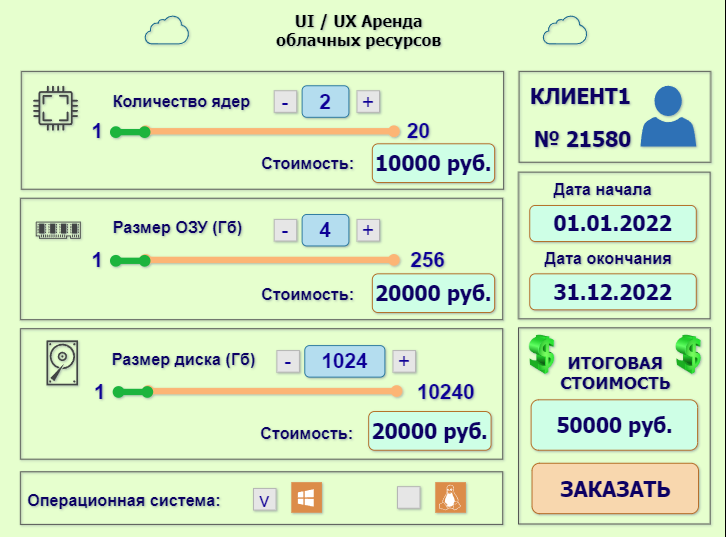 UI / UX Аренда
облачных ресурсов
Количество ядер
- 2 +
1 20
Стоимость: 10000 руб.
Размер ОЗУ (Гб)
- 4 +
1 256
Стоимость: 20000 руб.
Размер диска (Гб)
- 1024 +
1 10240
Стоимость: 20000 руб.
Операционная система: V
КЛИЕНТ1
№ 21580
Дата начала
01.01.2022
Дата окончания
31.12.2022
$ $
ИТОГОВАЯ
СТОИМОСТЬ
50000 руб.
ЗАКАЗАТЬ